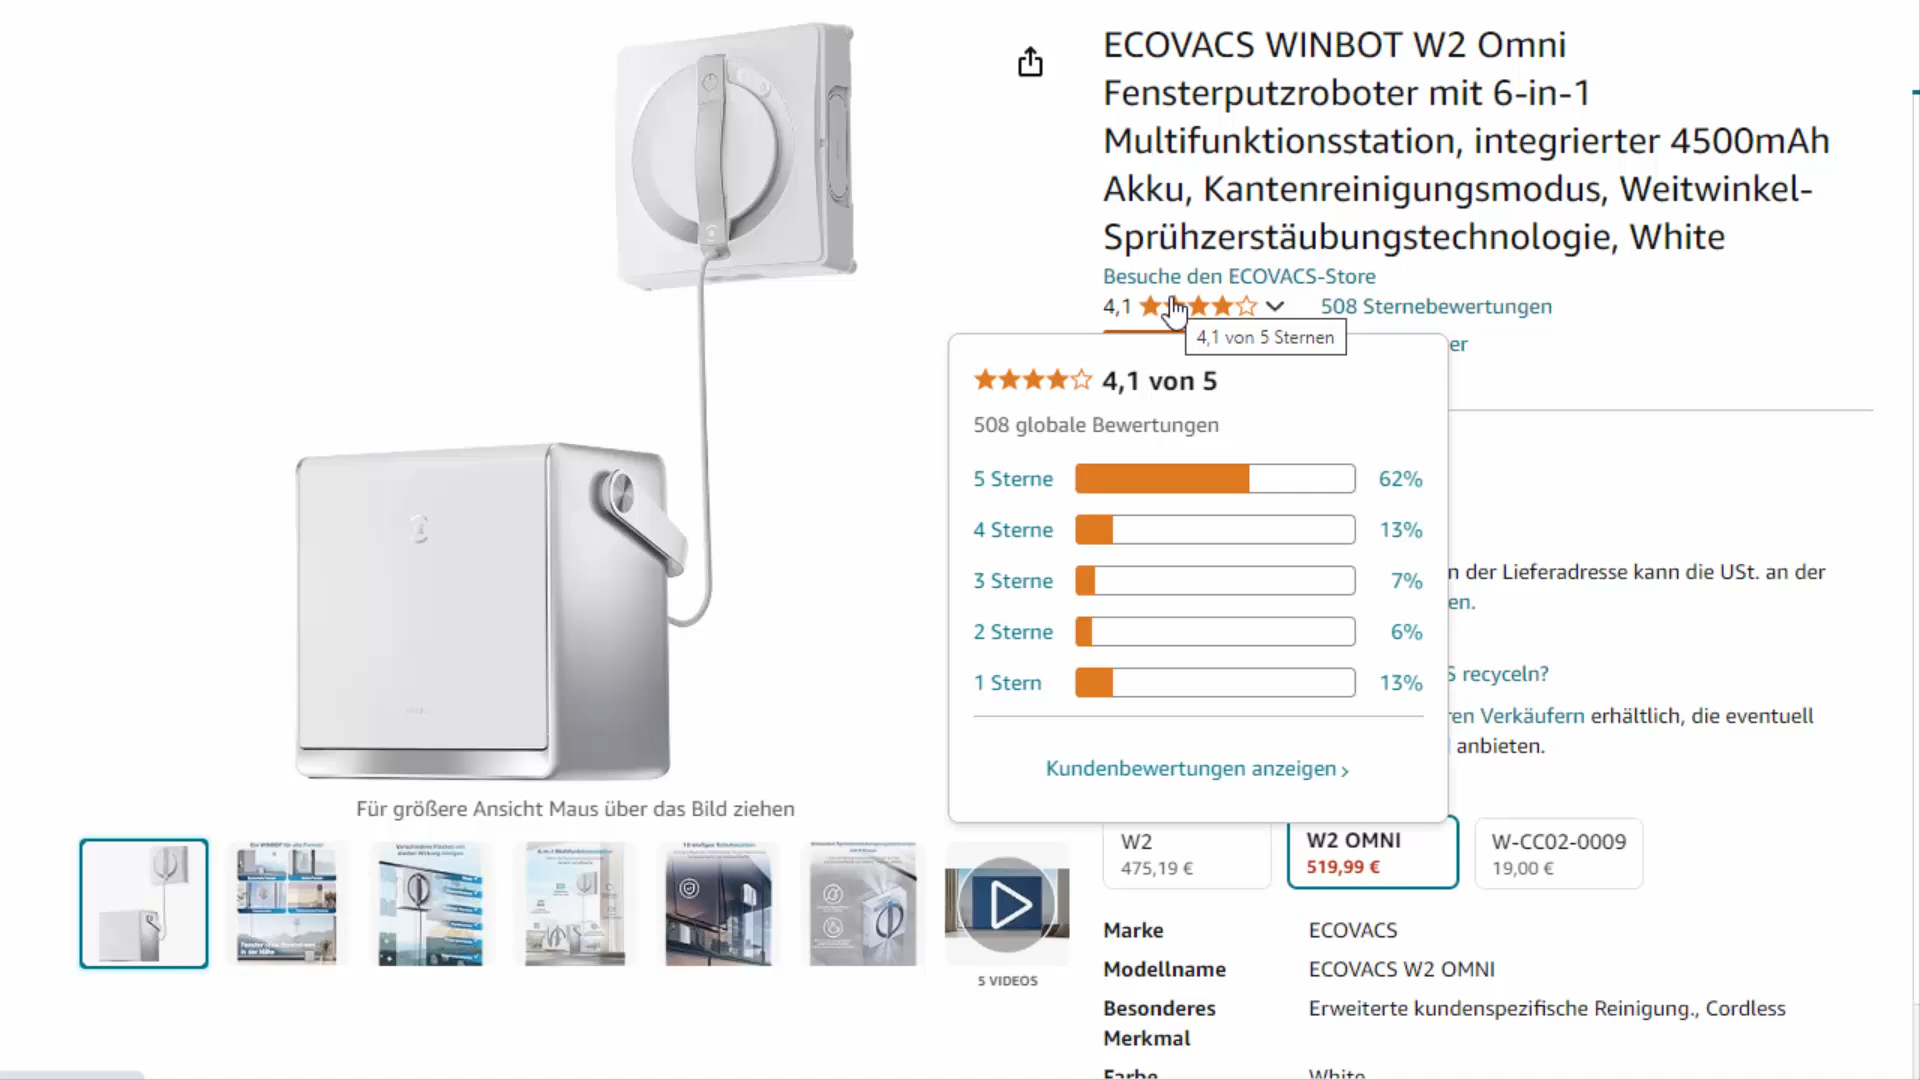 ECOVACS WINBOT W2 Omni
Fensterputzroboter mit 6-in-1
Multifunktionsstation, integrierter 4500mAh
Akku, Kantenreinigungsmodus, Weitwinkel-
Sprühzerstäubungstechnologie, White
Besuche den ECOVACS-Store
4,1
508 Sternebewertungen
4,1 von 5 Sternen
er
4,1 von 5
508 globale Bewertungen
5 Sterne 62%
4 Sterne 13%
3 Sterne 7%
2 Sterne 6%
1 Stern 13%
Kundenbewertungen anzeigen ›
n der Lieferadresse kann die USt. an der
en.
S recyceln?
ren Verkäufern erhältlich, die eventuell
anbieten.
Für größere Ansicht Maus über das Bild ziehen
5 VIDEOS
W2
475,19 €
W2 OMNI
519,99 €
W-CC02-0009
19,00 €
Marke ECOVACS
Modellname ECOVACS W2 OMNI
Besonderes Erweiterte kundenspezifische Reinigung., Cordless
Merkmal
Farbe White